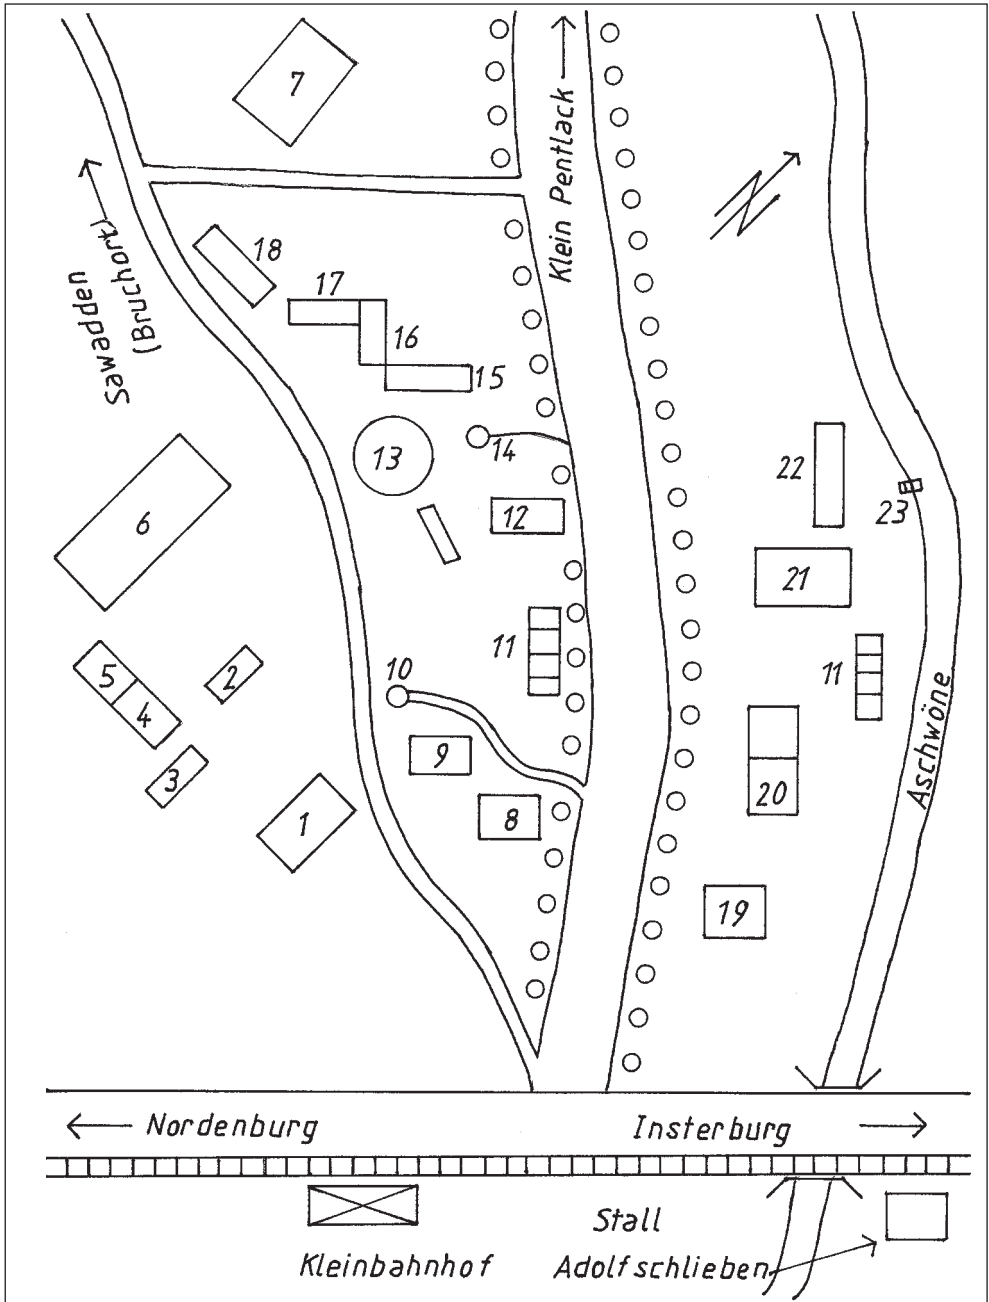 7
Klein Pentlack
N
18
17
16
15
Sawadden
(Bruchort)
13
14
22
6
12
23
21
11
11
5
2
4
10
3
9
1
8
20
19
Aschwöne
Nordenburg
Insterburg
Stall
Kleinbahnhof
Adolfschlieben